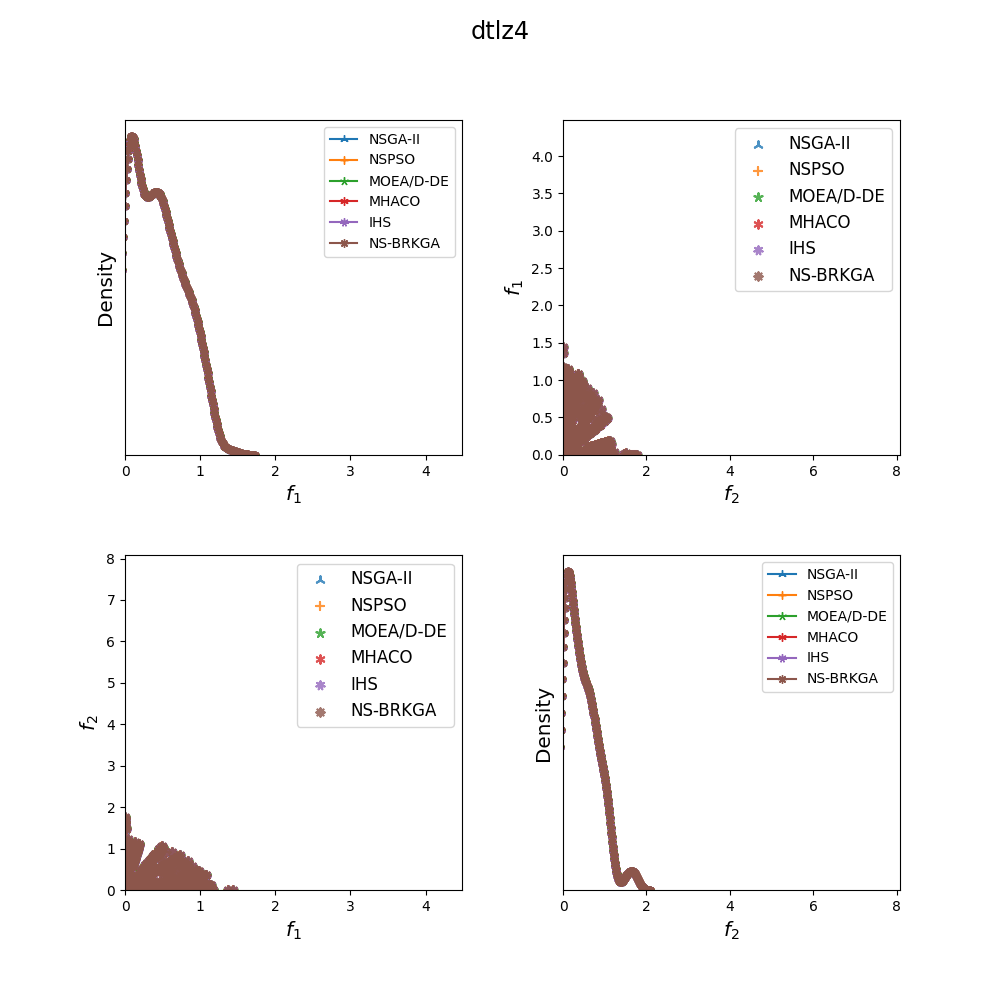 dtlz4
Density
NSGA-II
NSPSO
MOEA/D-DE
MHACO
IHS
NS-BRKGA
0
1
2
3
4
f1
f1
4.0
3.5
3.0
2.5
2.0
1.5
1.0
0.5
0.0
NSGA-II
NSPSO
MOEA/D-DE
MHACO
IHS
NS-BRKGA
0
2
4
6
8
f2
f2
8
7
6
5
4
3
2
1
0
NSGA-II
NSPSO
MOEA/D-DE
MHACO
IHS
NS-BRKGA
0
1
2
3
4
f1
Density
NSGA-II
NSPSO
MOEA/D-DE
MHACO
IHS
NS-BRKGA
0
2
4
6
8
f2